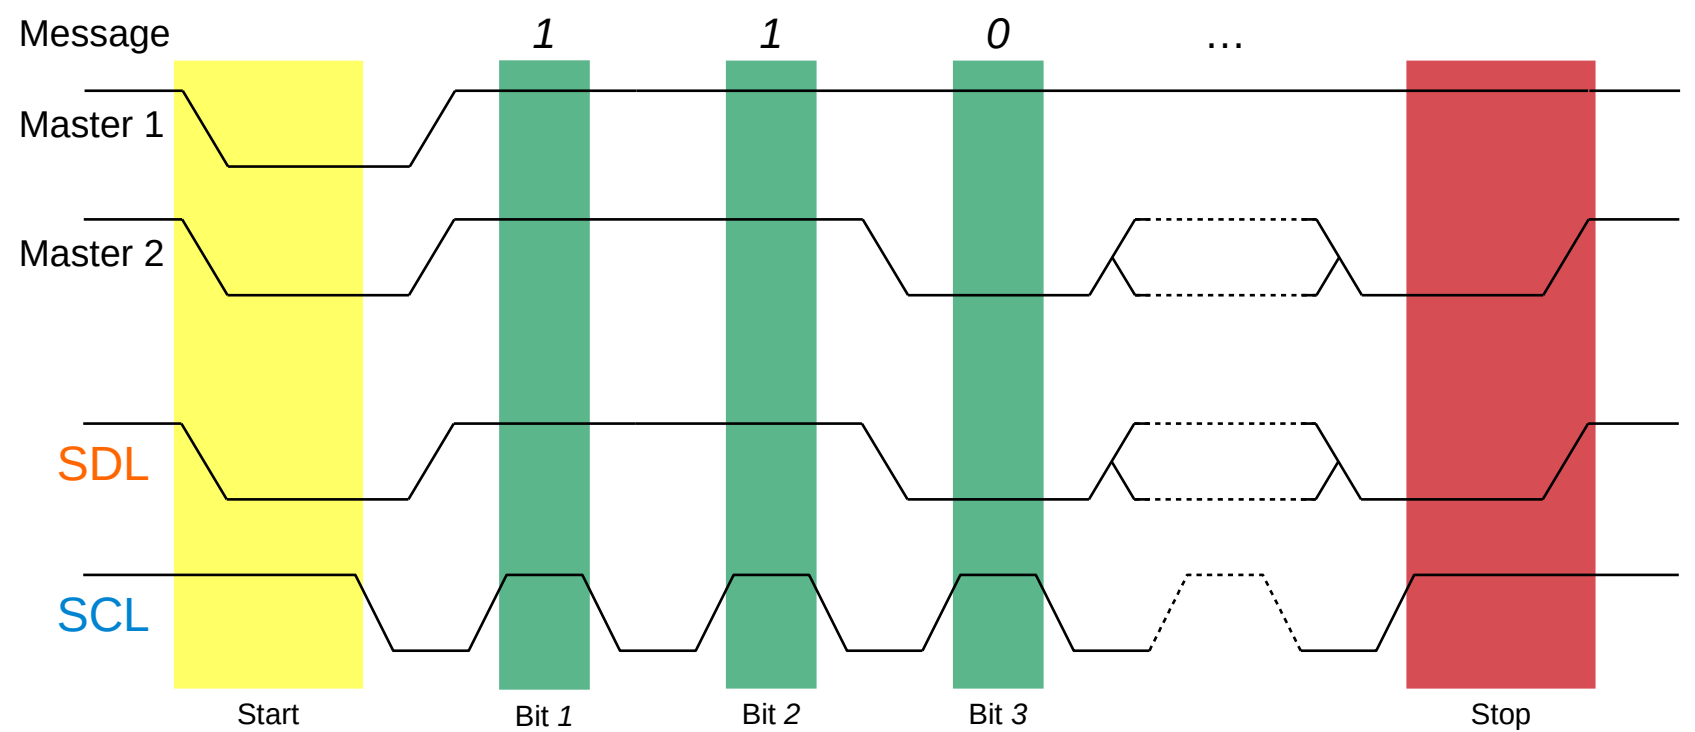 Message 1 1 0 ...
Master 1
Master 2
SDL
SCL
Start Bit 1 Bit 2 Bit 3 Stop